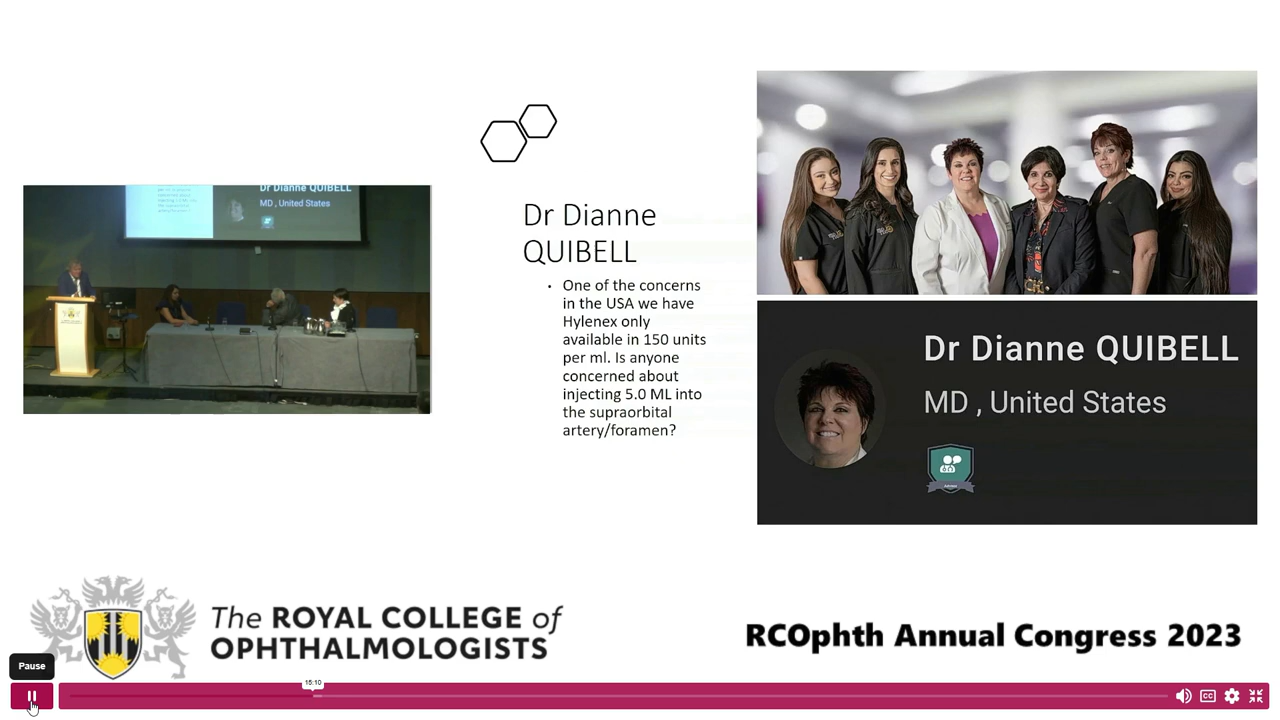 Dr Dianne QUIBELL
MD , United States
Dr Dianne
QUIBELL
• One of the concerns
in the USA we have
Hylenex only
available in 150 units
per ml. Is anyone
concerned about
injecting 5.0 ML into
the supraorbital
artery/foramen?
Dr Dianne QUIBELL
MD , United States
The ROYAL COLLEGE of
OPHTHALMOLOGISTS
RCOphth Annual Congress 2023
Pause
15:10
CC